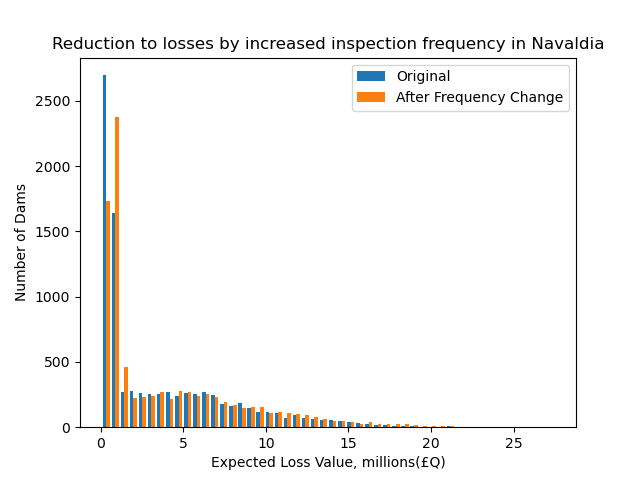 Reduction to losses by increased inspection frequency in Navaldia
Original
After Frequency Change
Number of Dams
2500
2000
1500
1000
500
0
0 5 10 15 20 25
Expected Loss Value, millions(£Q)